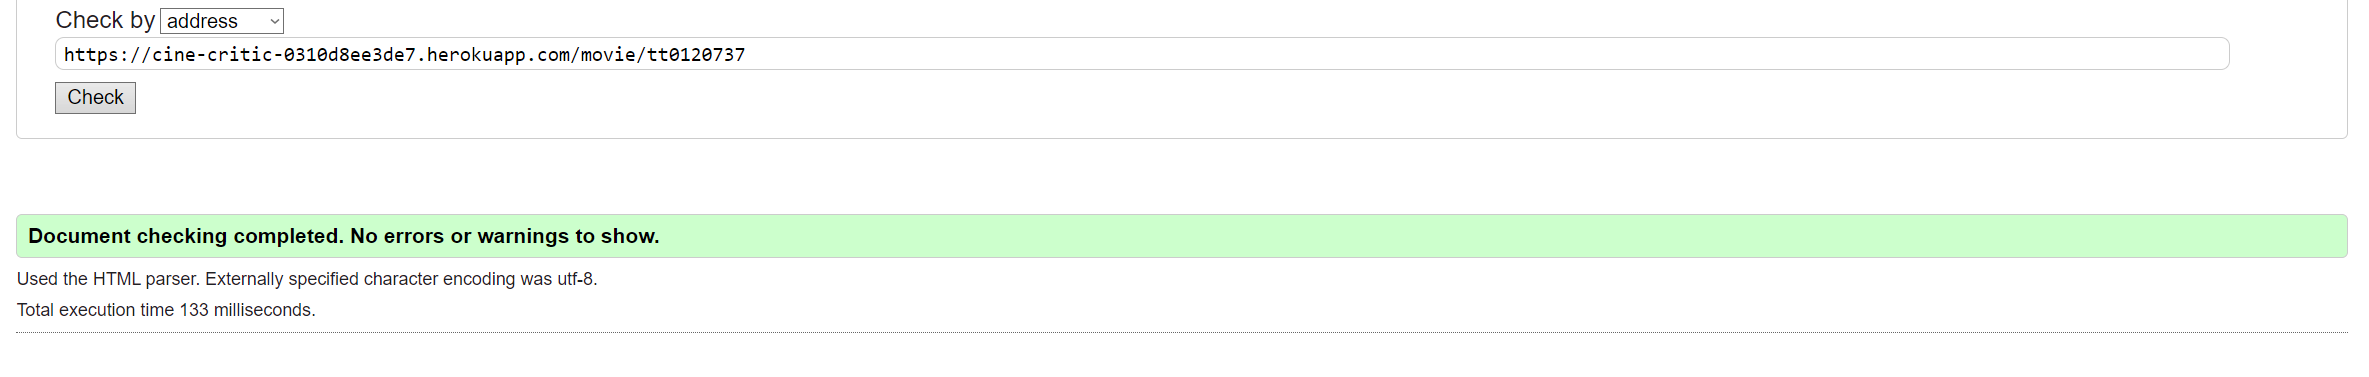 Check by address
https://cine-critic-0310d8ee3de7.herokuapp.com/movie/tt0120737
Check
Document checking completed. No errors or warnings to show.
Used the HTML parser. Externally specified character encoding was utf-8.
Total execution time 133 milliseconds.